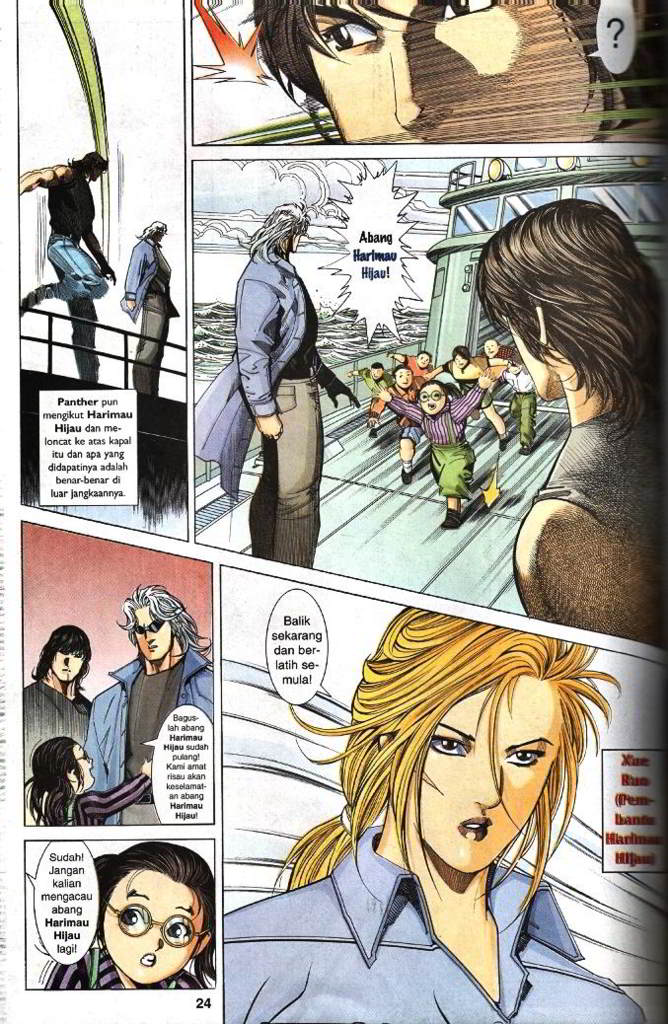 ?
Abang
Harimau
Hijau!
Panther pun
mengikut Harimau
Hijau dan me-
loncat ke atas kapal
itu dan apa yang
didapatinya adalah
benar-benar di
luar jangkaannya.
Bagus-
lah abang
Harimau
Hijau sudah
pulang!
Kami amat
risau akan
keselamat-
an abang
Harimau
Hijau!
Balik
sekarang
dan ber-
latih se-
mula!
Xue
Rou
(Pem-
bantu
Harimau
Hijau)
Sudah!
Jangan
kalian
mengacau
abang
Harimau
Hijau
lagi!
24